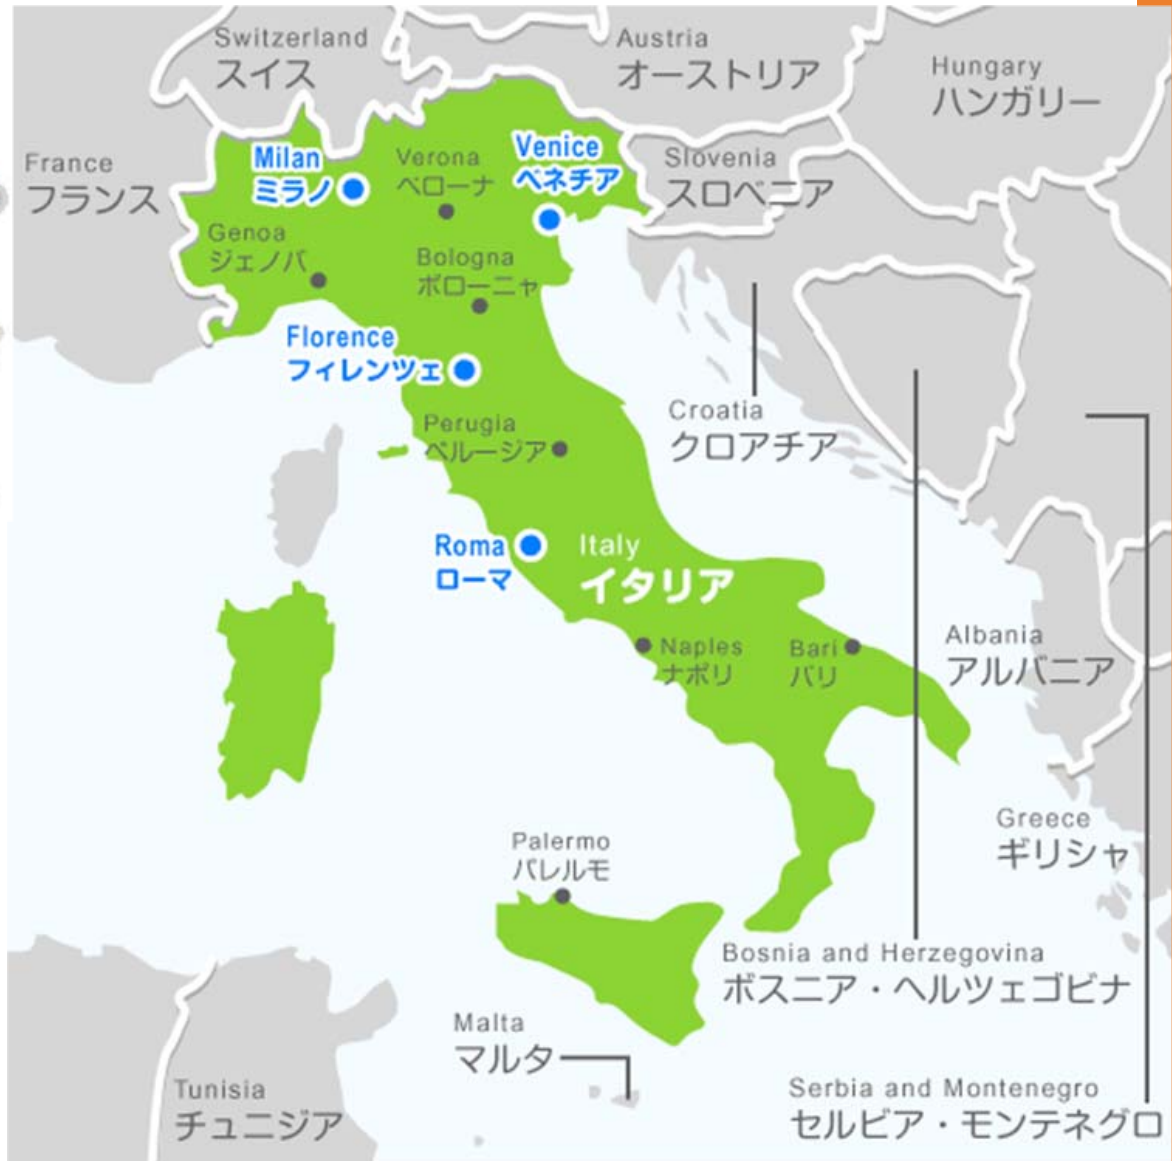 Switzerland
スイス
Austria
オーストリア
Hungary
ハンガリー
France
フランス
Milan
ミラノ
Verona
ベローナ
Venice
ベネチア
Slovenia
スロベニア
Genoa
ジェノバ
Bologna
ボローニャ
Florence
フィレンツェ
Croatia
クロアチア
Perugia
ペルージア
Roma
ローマ
Italy
イタリア
Naples
ナポリ
Bari
バリ
Albania
アルバニア
Greece
ギリシャ
Palermo
パレルモ
Bosnia and Herzegovina
ボスニア・ヘルツェゴビナ
Malta
マルタ
Tunisia
チュニジア
Serbia and Montenegro
セルビア・モンテネグロ